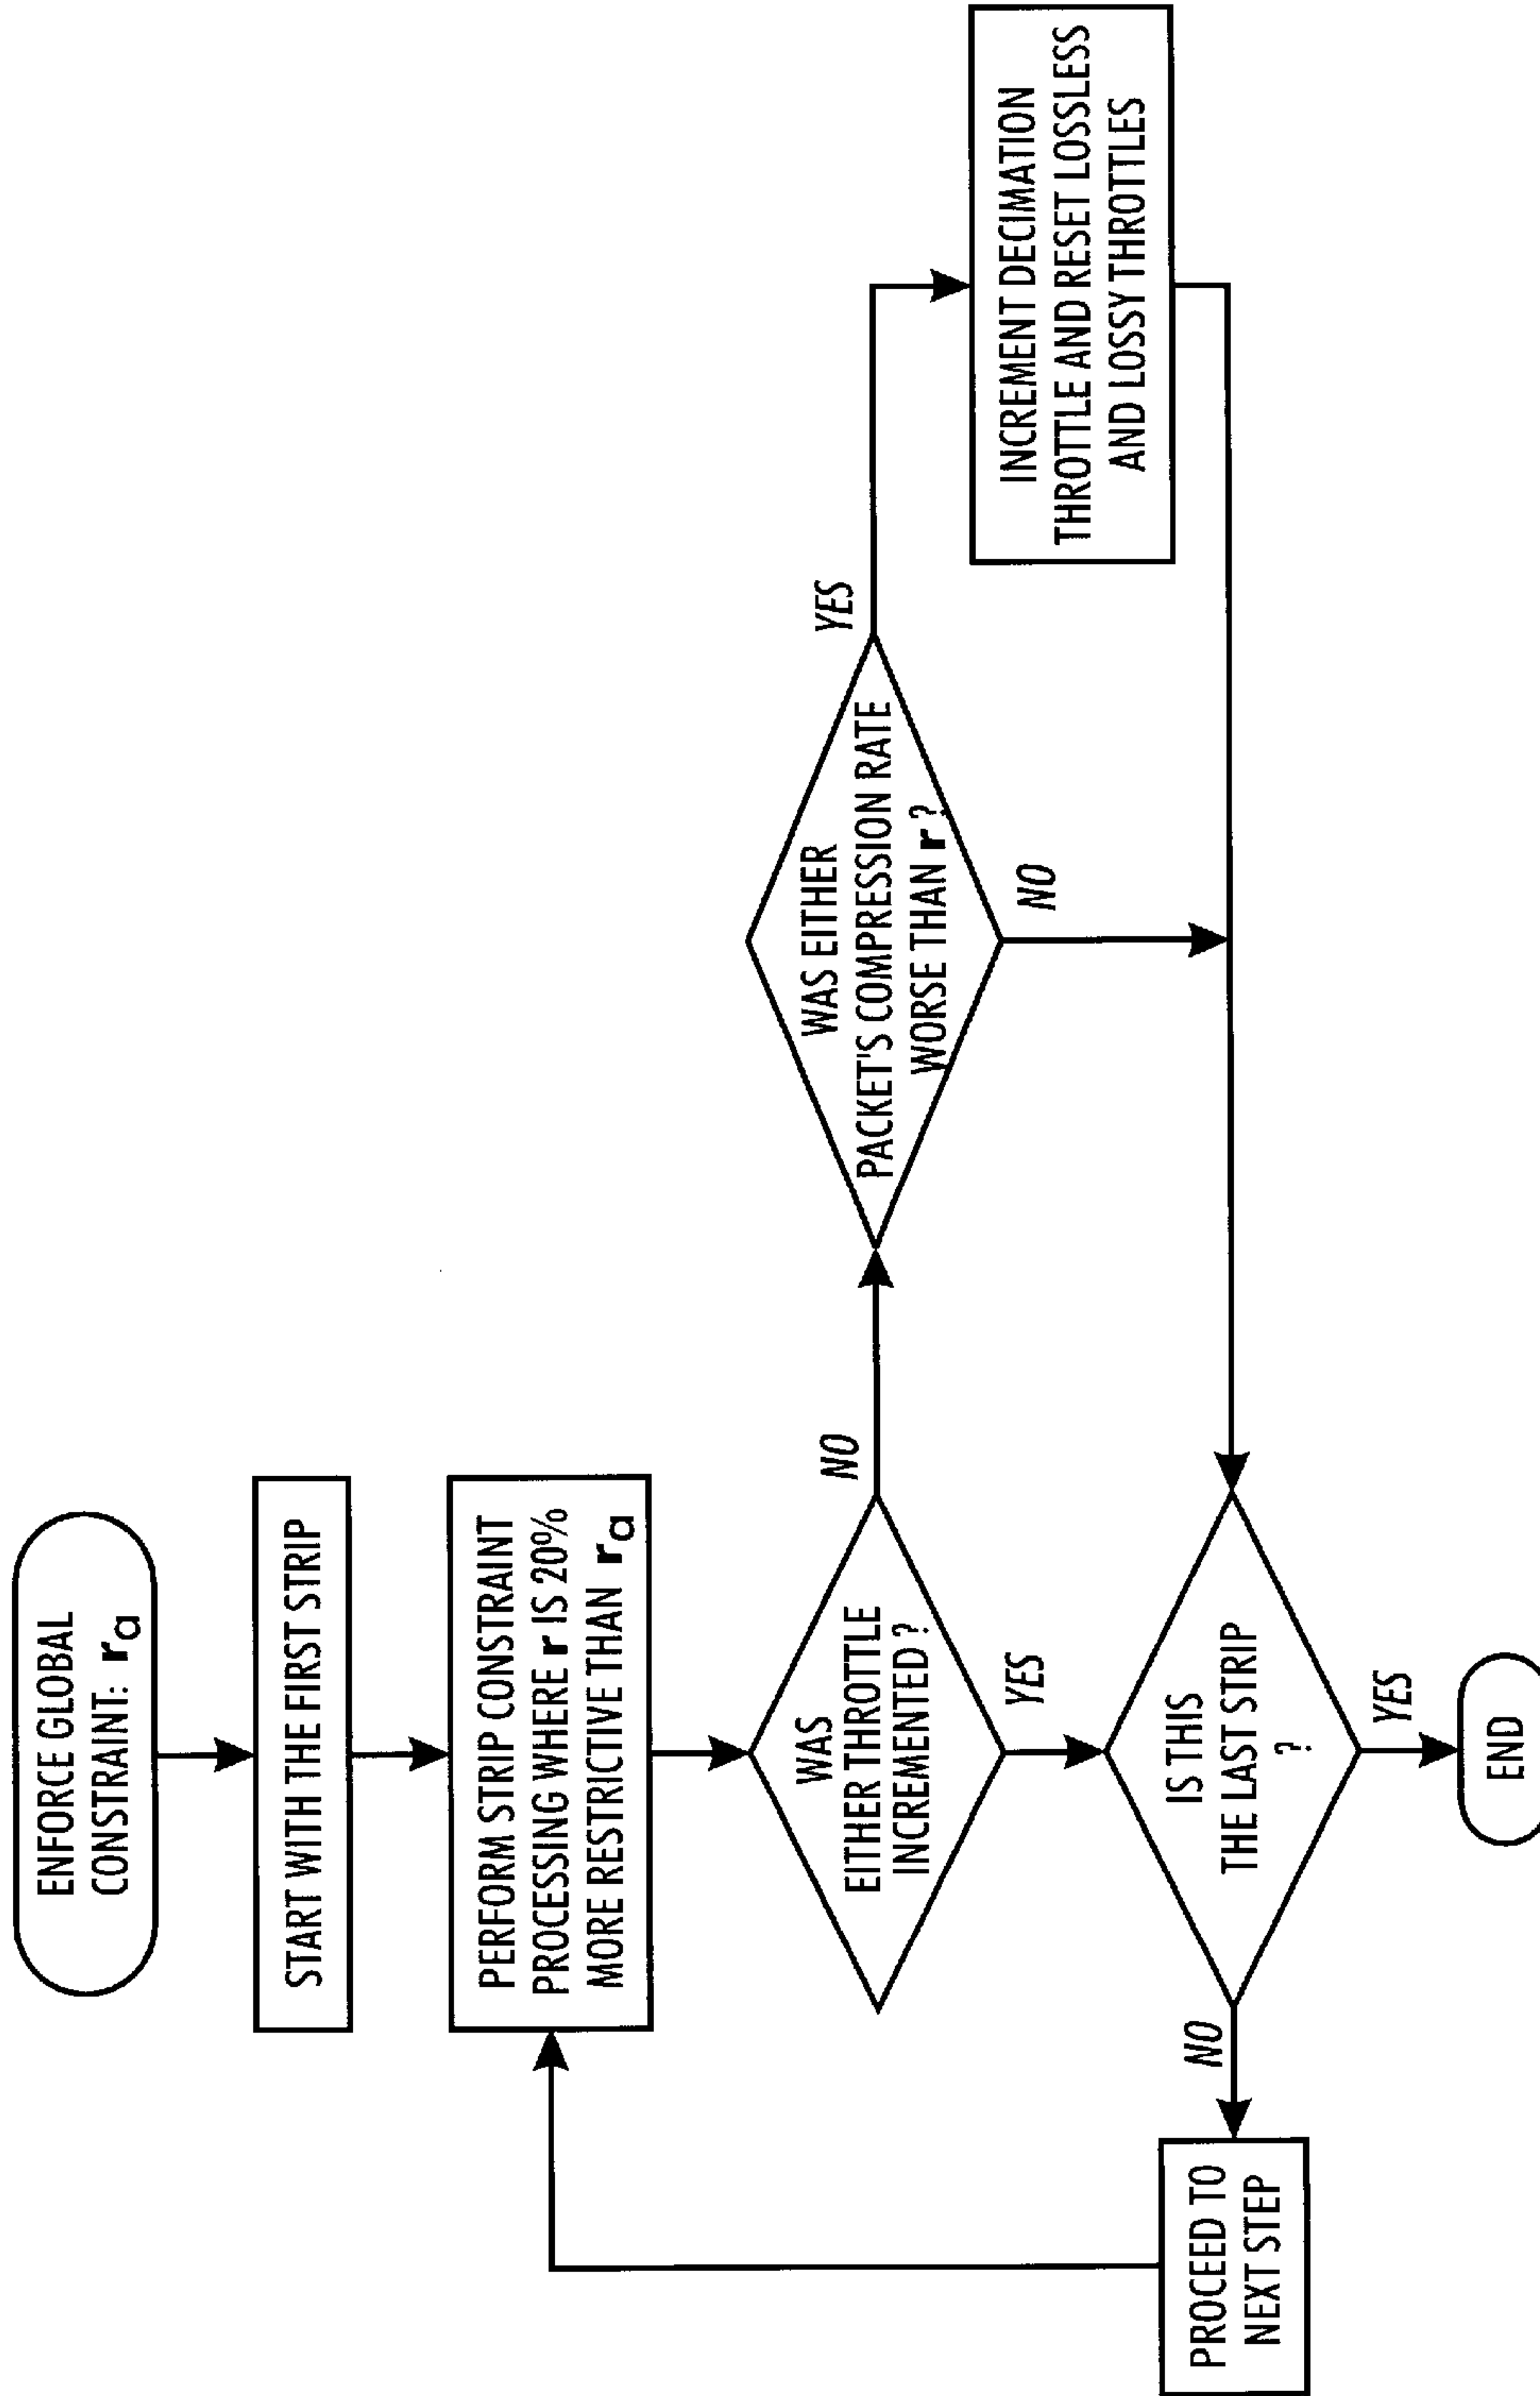 ENFORCE GLOBAL
CONSTRAINT: ra
START WITH THE FIRST STRIP
PERFORM STRIP CONSTRAINT
PROCESSING WHERE r IS 20%
MORE RESTRICTIVE THAN ra
WAS
EITHER THROTTLE
INCREMENTED ?
NO
YES
WAS EITHER
PACKET'S COMPRESSION RATE
WORSE THAN r ?
YES
NO
INCREMENT DECIMATION
THROTTLE AND RESET LOSSLESS
AND LOSSY THROTTLES
IS THIS
THE LAST STRIP
?
NO
YES
PROCEED TO
NEXT STEP
END